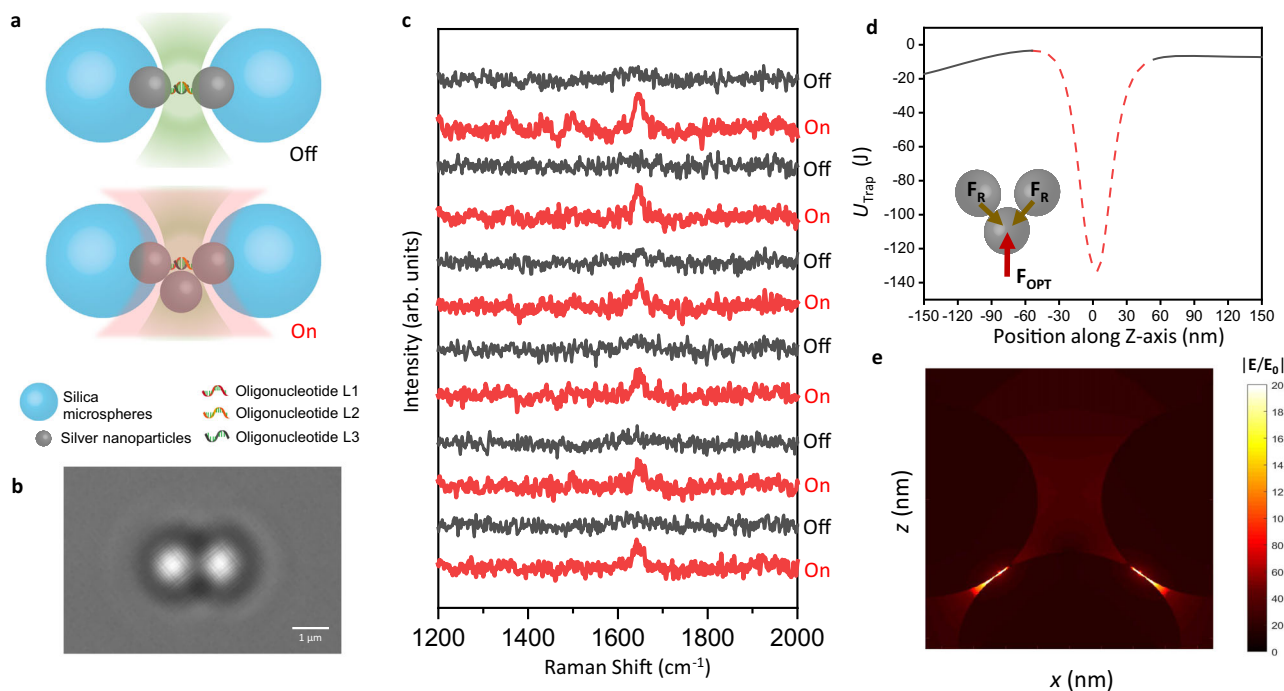 a
Off
On
Silica
microspheres
Silver nanoparticles
Oligonucleotide L1
Oligonucleotide L2
Oligonucleotide L3
b
1 µm
c
Intensity (arb. units)
Off
On
Off
On
Off
On
Off
On
Off
On
Off
On
1200 1400 1600 1800 2000
Raman Shift (cm⁻¹)
d
U_Trap (J)
0
-20
-40
-60
-80
-100
-120
-140
F_R F_R
F_OPT
-150 -120 -90 -60 -30 0 30 60 90 120 150
Position along Z-axis (nm)
e
z (nm)
x (nm)
|E/E₀|
20
18
16
14
12
10
80
60
40
20
0